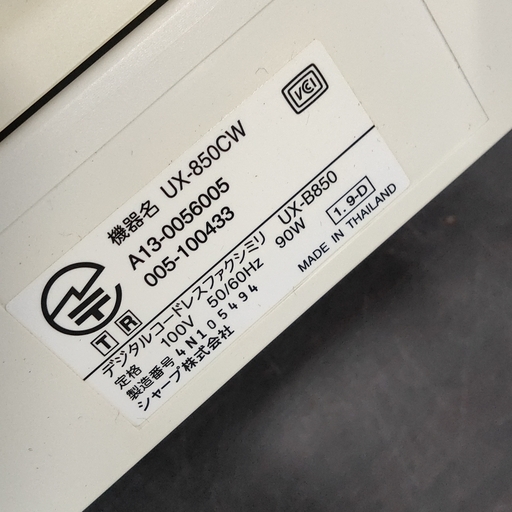 VCI
機器名 UX-850CW
A13-0056005
005-100433
T R
デジタルコードレスファクシミリ UX-B850
定格 100V 50/60HZ 90W
1.9-D
製造番号 4N105494
シャープ株式会社
MADE IN THAILAND